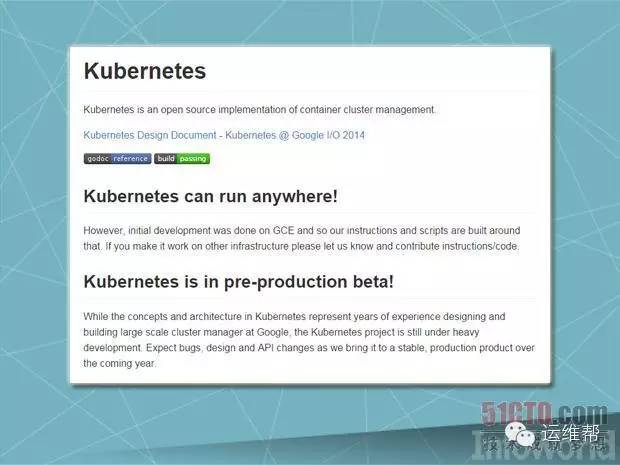 Kubernetes
Kubernetes is an open source implementation of container cluster management.
Kubernetes Design Document - Kubernetes @ Google I/O 2014
godoc reference build passing
Kubernetes can run anywhere!
However, initial development was done on GCE and so our instructions and scripts are built around
that. If you make it work on other infrastructure please let us know and contribute instructions/code.
Kubernetes is in pre-production beta!
While the concepts and architecture in Kubernetes represent years of experience designing and
building large scale cluster manager at Google, the Kubernetes project is still under heavy
development. Expect bugs, design and API changes as we bring it to a stable, production product over
the coming year.
51CTO.com
运维帮
InfoWorld